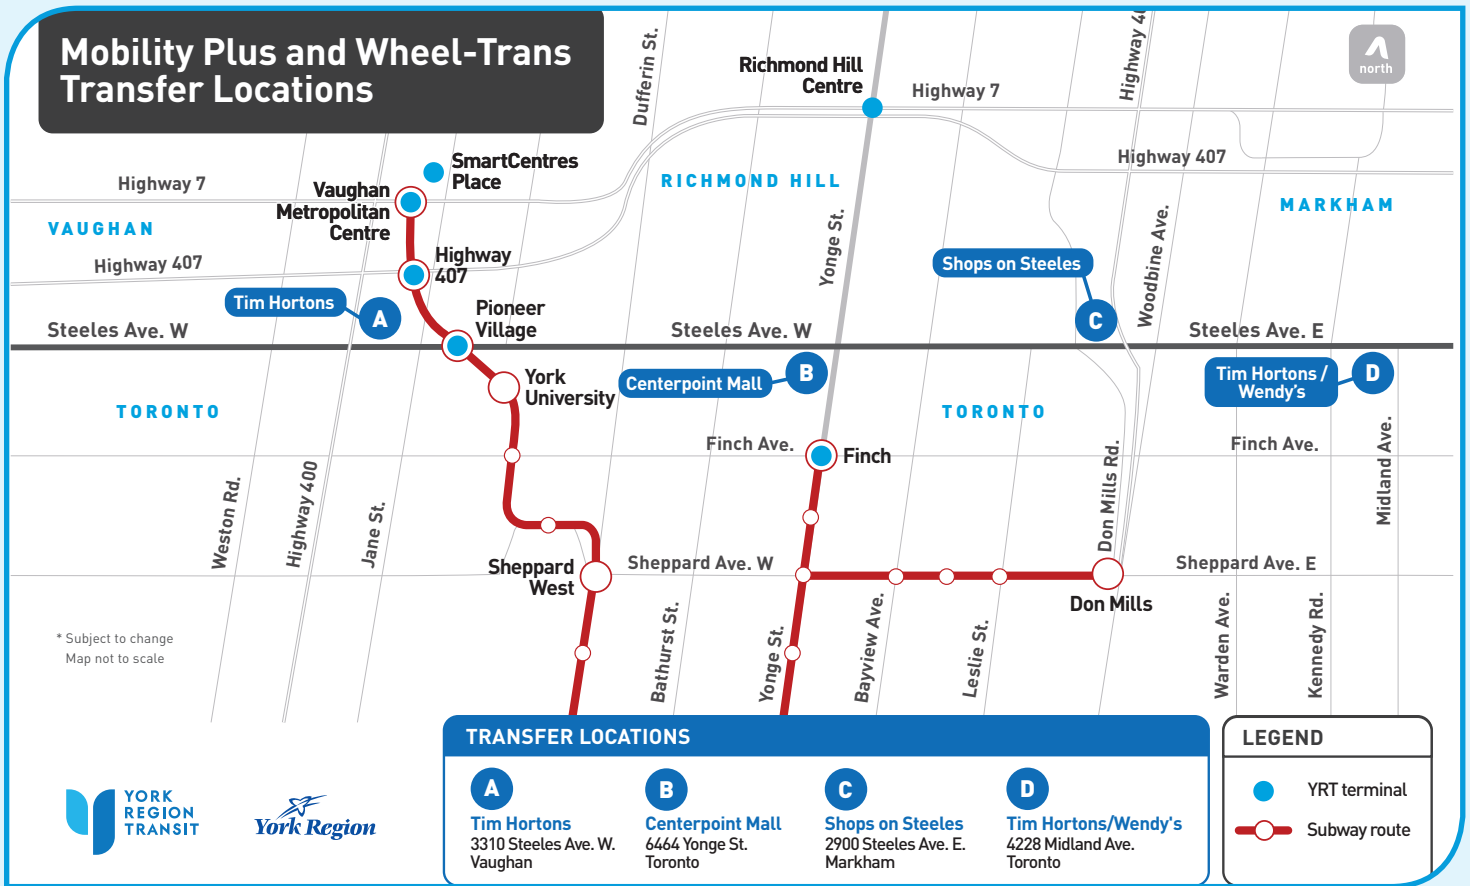 Mobility Plus and Wheel-Trans
Transfer Locations
north
Dufferin St.
Highway 40
Richmond Hill
Centre
Highway 7
Highway 407
SmartCentres
Place
Highway 7
Vaughan
Metropolitan
Centre
RICHMOND HILL
MARKHAM
VAUGHAN
Yonge St.
Woodbine Ave.
Highway 407
Highway
407
Shops on Steeles
Tim Hortons
A
Pioneer
Village
C
Steeles Ave. W
Steeles Ave. W
Steeles Ave. E
York
University
Centerpoint Mall
B
Tim Hortons /
Wendy's
D
TORONTO
TORONTO
Finch Ave.
Finch
Finch Ave.
Midland Ave.
Weston Rd.
Highway 400
Jane St.
Don Mills Rd.
Sheppard
West
Sheppard Ave. W
Sheppard Ave. E
Don Mills
Bathurst St.
Yonge St.
Bayview Ave.
Leslie St.
Warden Ave.
Kennedy Rd.
* Subject to change
Map not to scale
TRANSFER LOCATIONS
A
Tim Hortons
3310 Steeles Ave. W.
Vaughan
B
Centerpoint Mall
6464 Yonge St.
Toronto
C
Shops on Steeles
2900 Steeles Ave. E.
Markham
D
Tim Hortons/Wendy's
4228 Midland Ave.
Toronto
LEGEND
YRT terminal
Subway route
YORK
REGION
TRANSIT
York Region